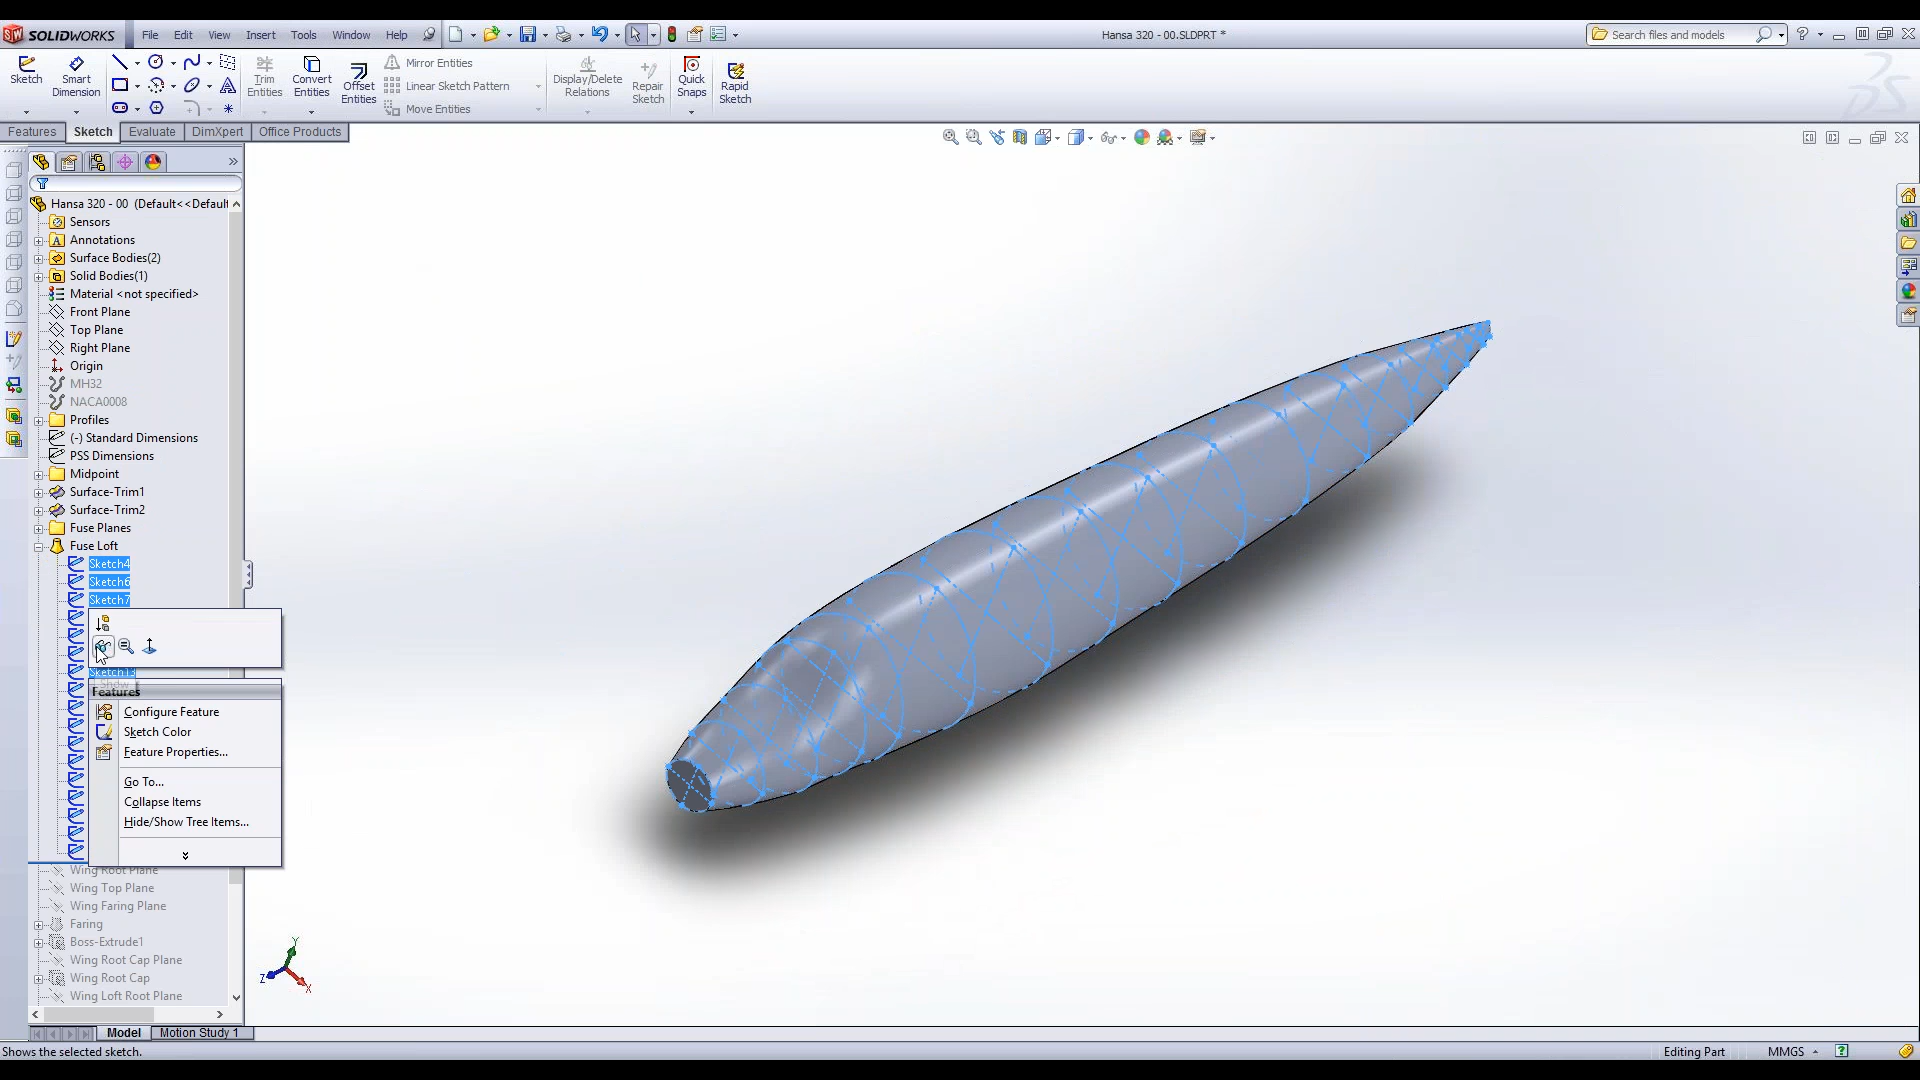 SOLIDWORKS File Edit View Insert Tools Window Help Hansa 320 - 00.SLDPRT * Search files and models
Sketch Smart Dimension Trim Entities Convert Entities Offset Entities Mirror Entities Linear Sketch Pattern Move Entities Display/Delete Relations Repair Sketch Quick Snaps Rapid Sketch
Features Sketch Evaluate DimXpert Office Products
Hansa 320 - 00 (Default<<Default
Sensors
Annotations
Surface Bodies(2)
Solid Bodies(1)
Material <not specified>
Front Plane
Top Plane
Right Plane
Origin
MH32
NACA0008
Profiles
(-) Standard Dimensions
PSS Dimensions
Midpoint
Surface-Trim1
Surface-Trim2
Fuse Planes
Fuse Loft
Sketch4
Sketch6
Sketch7
Sketch13
Show
Features
Configure Feature
Sketch Color
Feature Properties...
Go To...
Collapse Items
Hide/Show Tree Items...
Wing Root Plane
Wing Top Plane
Wing Faring Plane
Faring
Boss-Extrude1
Wing Root Cap Plane
Wing Root Cap
Wing Loft Root Plane
Y
Z
X
Model Motion Study 1
Shows the selected sketch. Editing Part MMGS